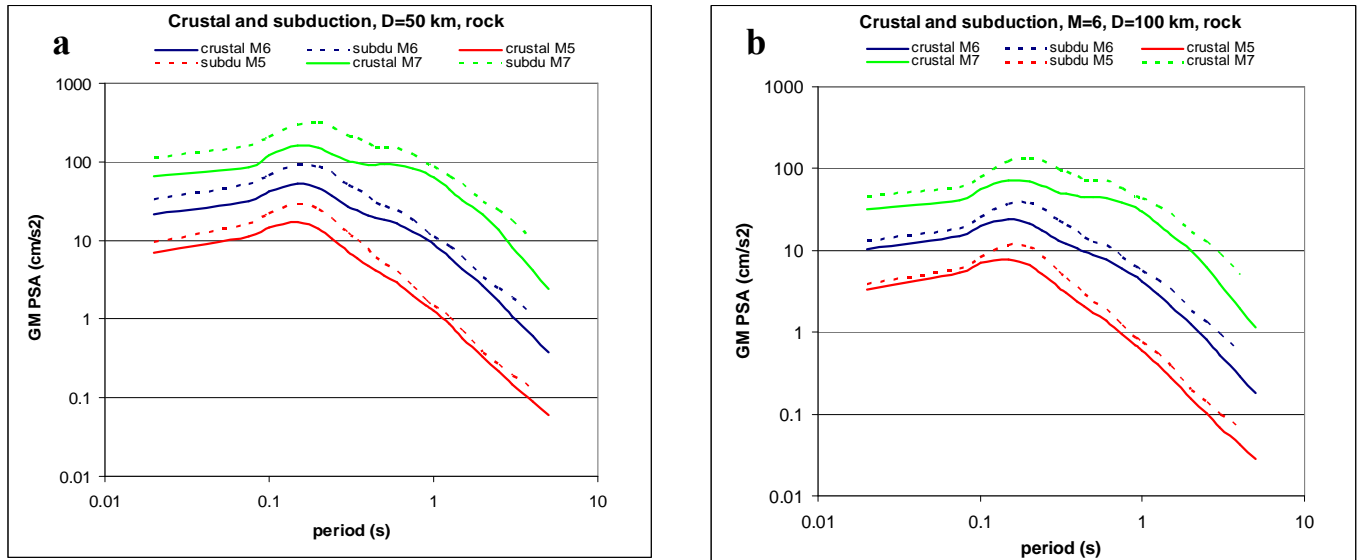 a
Crustal and subduction, D=50 km, rock
crustal M6 subdu M6 crustal M5
subdu M5 crustal M7 subdu M7
1000
100
10
1
0.1
0.01
GM PSA (cm/s2)
0.01 0.1 1 10
period (s)
b
Crustal and subduction, M=6, D=100 km, rock
crustal M6 subdu M6 crustal M5
crustal M7 subdu M5 crustal M7
1000
100
10
1
0.1
0.01
GM PSA (cm/s2)
0.01 0.1 1 10
period (s)